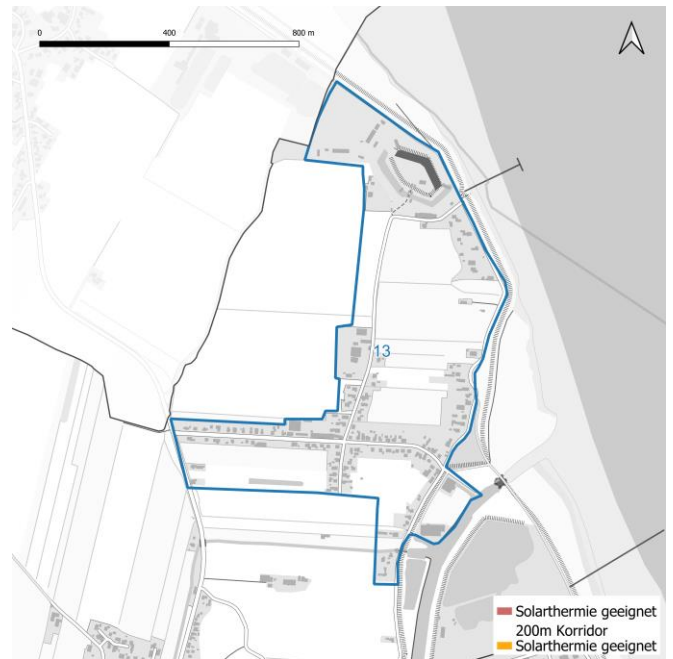 0 400 800 m
13
Solarthermie geeignet
200m Korridor
Solarthermie geeignet